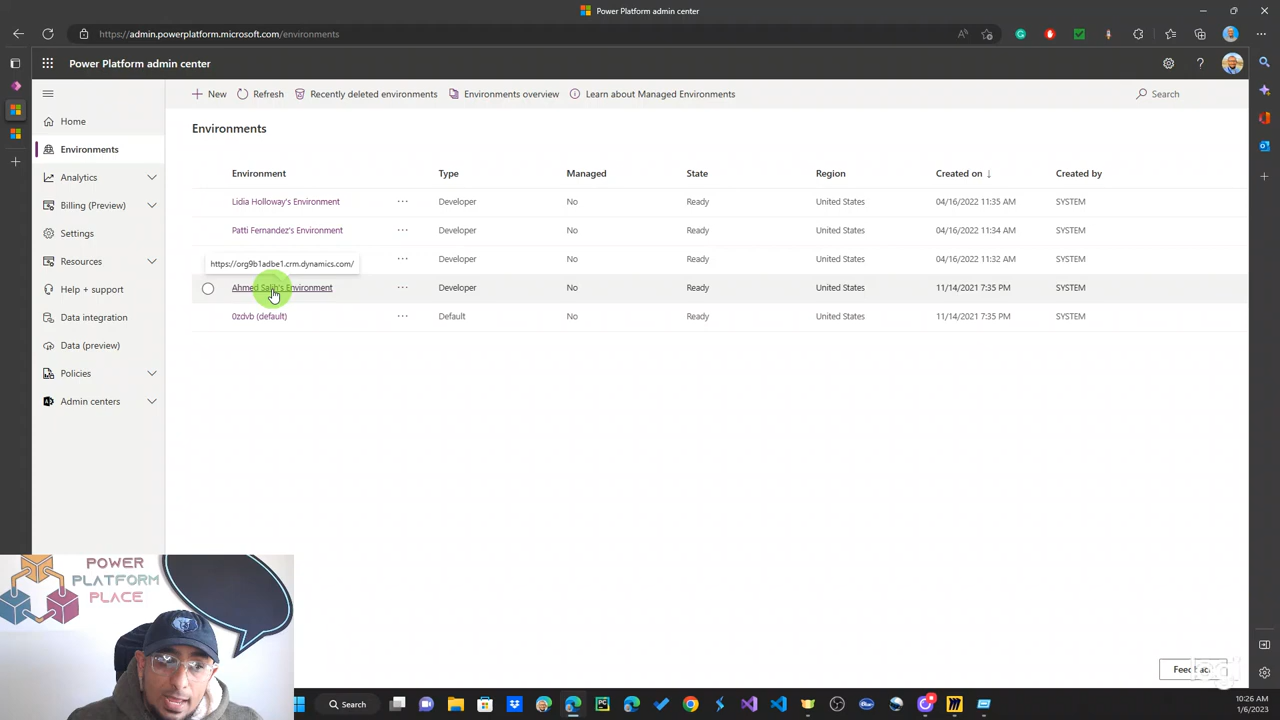 Power Platform admin center
https://admin.powerplatform.microsoft.com/environments
Power Platform admin center
New
Refresh
Recently deleted environments
Environments overview
Learn about Managed Environments
Search
Home
Environments
Analytics
Billing (Preview)
Settings
Resources
Help + support
Data integration
Data (preview)
Policies
Admin centers
Environments
Environment Type Managed State Region Created on ↓ Created by
Lidia Holloway's Environment ... Developer No Ready United States 04/16/2022 11:35 AM SYSTEM
Patti Fernandez's Environment ... Developer No Ready United States 04/16/2022 11:34 AM SYSTEM
No Ready United States 04/16/2022 11:32 AM SYSTEM
https://org9b1adbe1.crm.dynamics.com/
Ahmed Salih's Environment ... Developer No Ready United States 11/14/2021 7:35 PM SYSTEM
0zdvb (default) ... Default No Ready United States 11/14/2021 7:35 PM SYSTEM
POWER
PLATFORM
PLACE
Search
10:26 AM
1/6/2023